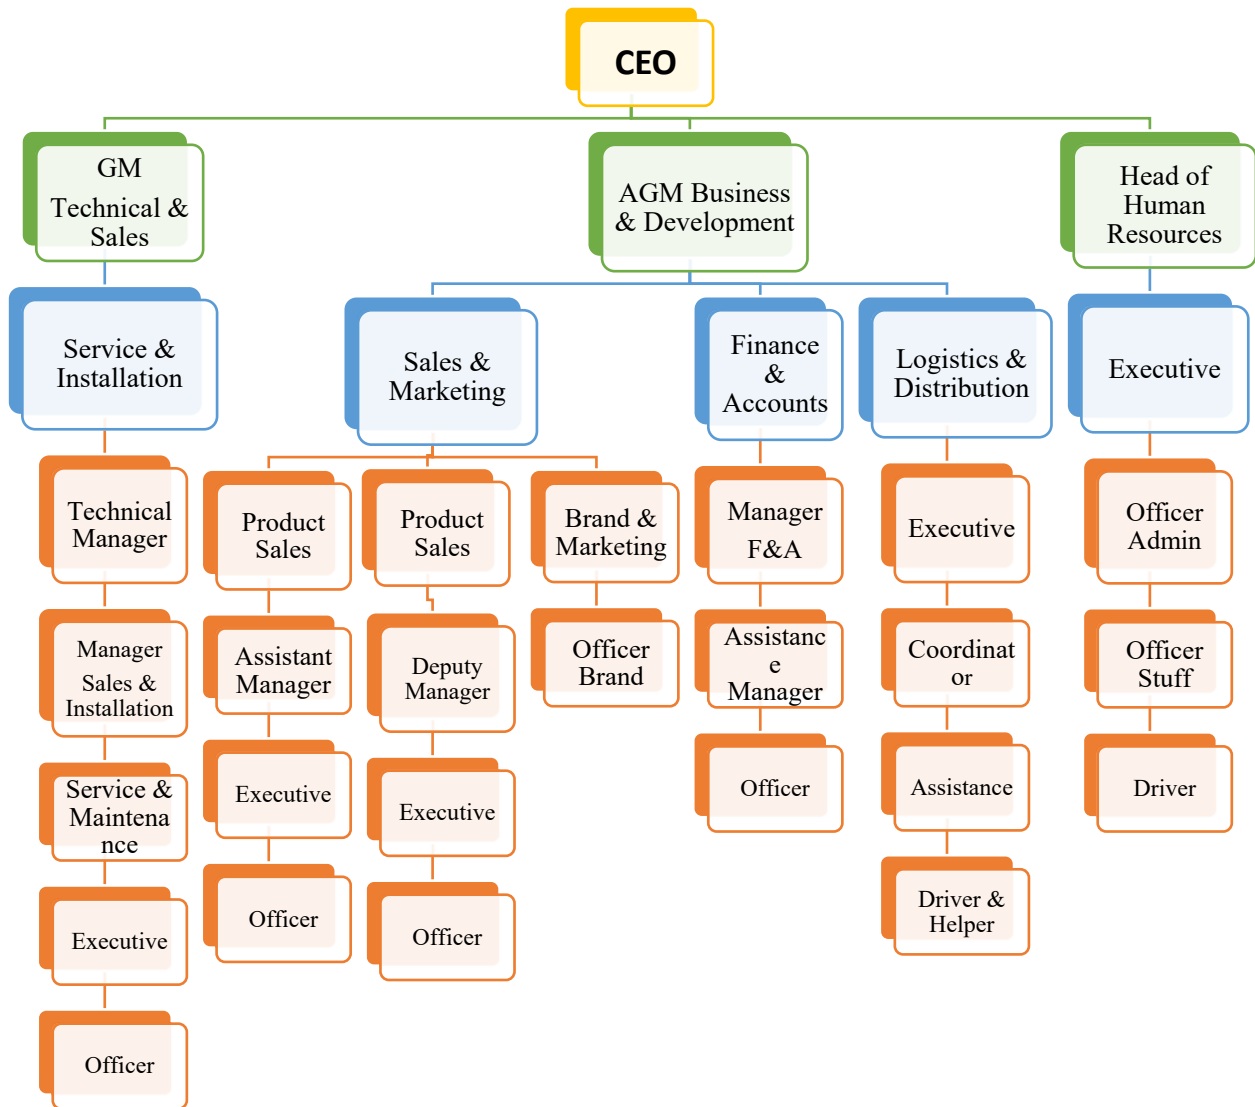 CEO
GM
Technical &
Sales
AGM Business
& Development
Head of
Human
Resources
Service &
Installation
Sales &
Marketing
Finance
&
Accounts
Logistics &
Distribution
Executive
Technical
Manager
Product
Sales
Product
Sales
Brand &
Marketing
Manager
F&A
Executive
Officer
Admin
Manager
Sales &
Installation
Assistant
Manager
Deputy
Manager
Officer
Brand
Assistanc
e
Manager
Coordinat
or
Officer
Stuff
Service &
Maintena
nce
Executive
Executive
Officer
Assistance
Driver
Executive
Officer
Officer
Driver &
Helper
Officer